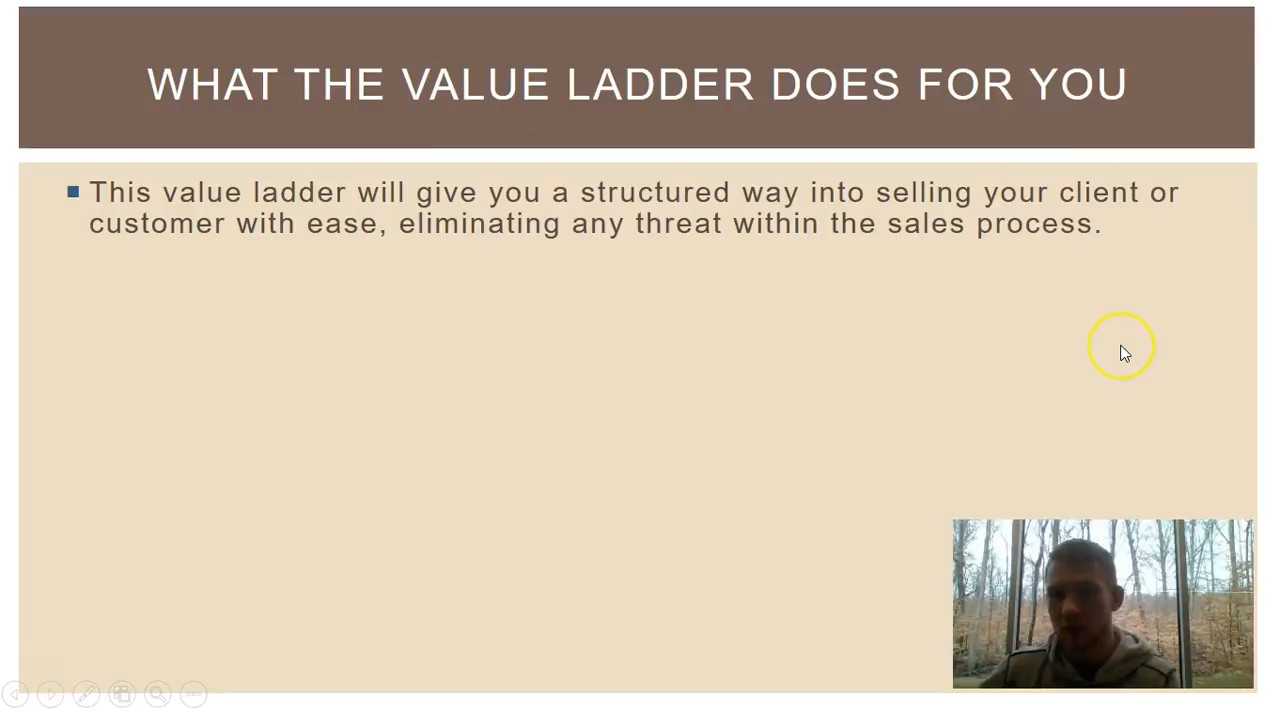 WHAT THE VALUE LADDER DOES FOR YOU
This value ladder will give you a structured way into selling your client or
customer with ease, eliminating any threat within the sales process.